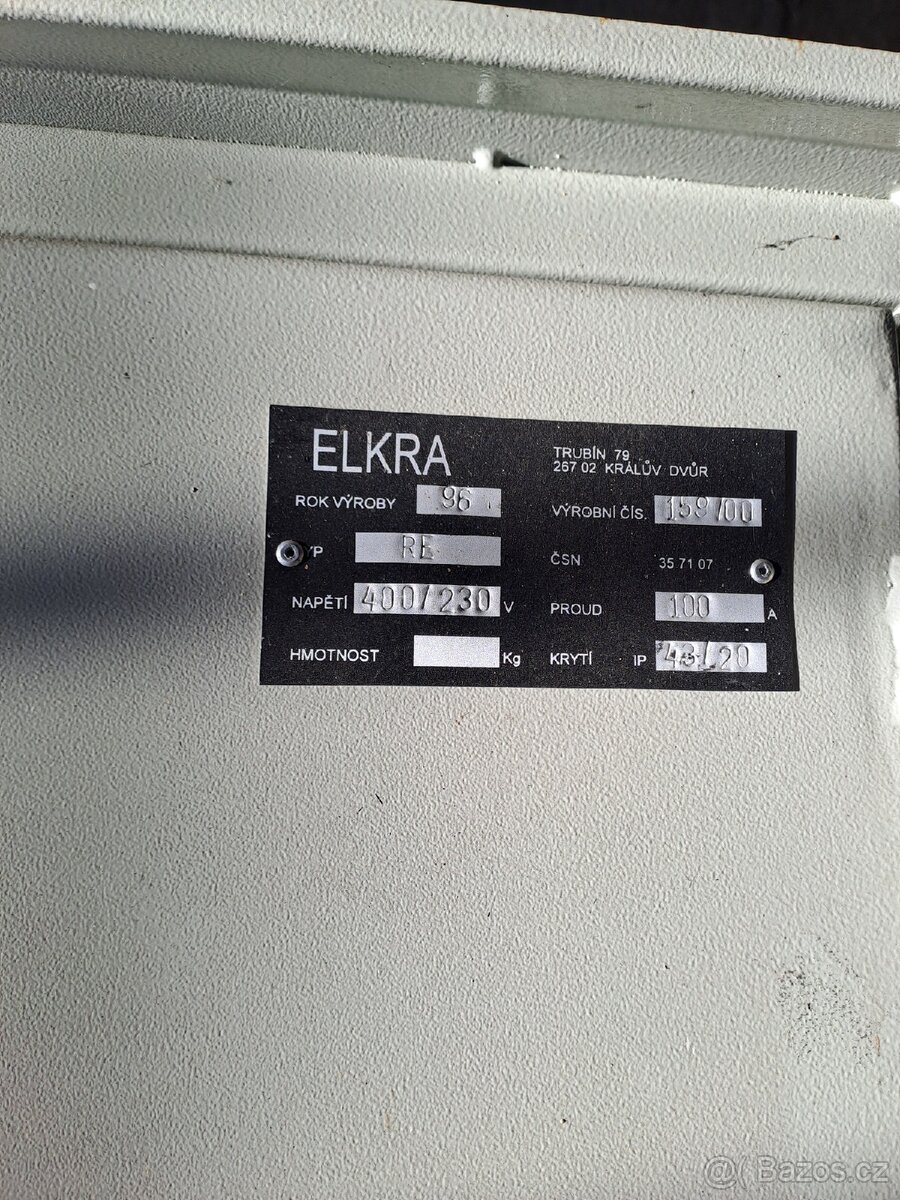 ELKRA
TRUBÍN 79
267 02 KRÁLŮV DVŮR
ROK VÝROBY 96
VÝROBNÍ ČÍS. 159/00
YP RE
ČSN 35 71 07
NAPĚTÍ 400/230 V
PROUD 100 A
HMOTNOST Kg
KRYTÍ IP 43/20
@ Bazos.cz